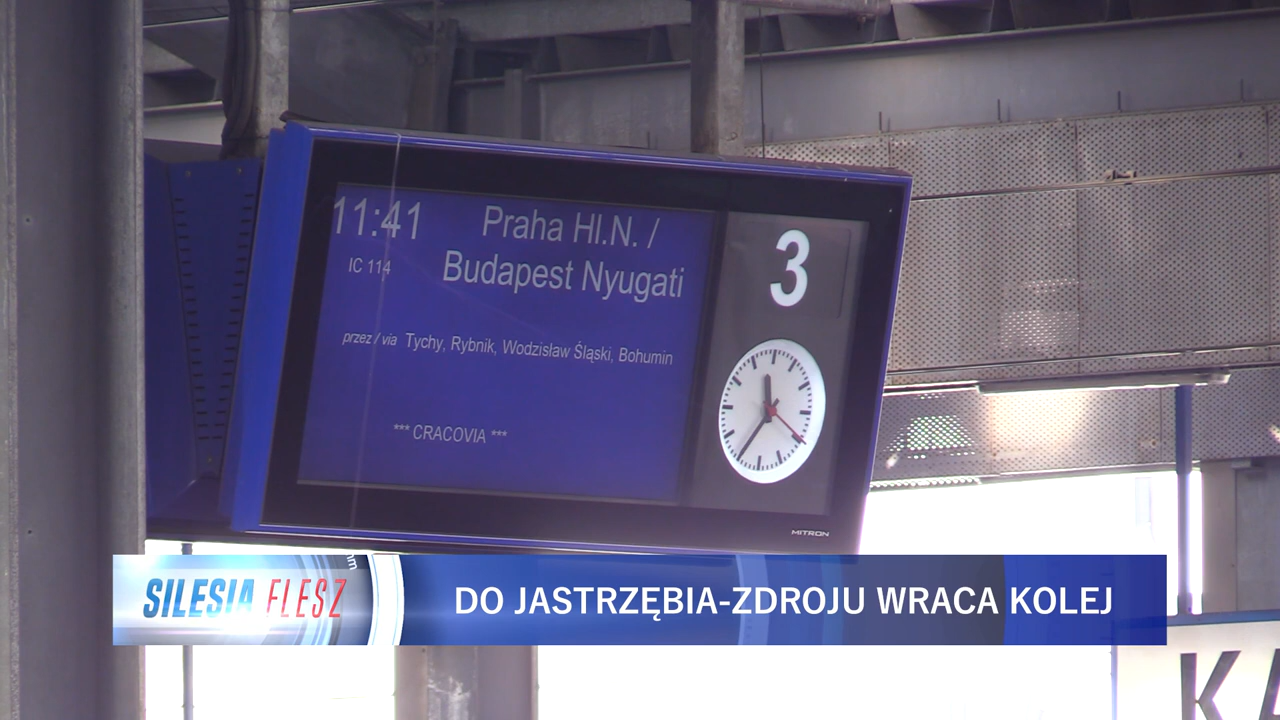 11:41
Praha Hl.N. /
Budapest Nyugati
3
IC 114
przez / via Tychy, Rybnik, Wodzisław Śląski, Bohumin
*** CRACOVIA ***
MITRON
SILESIA FLESZ
DO JASTRZĘBIA-ZDROJU WRACA KOLEJ
KA